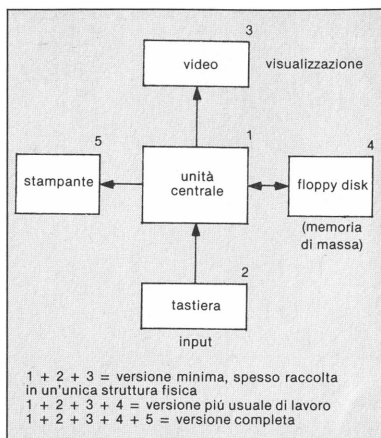 3
video
visualizzazione
5
1
4
stampante
unità
centrale
floppy disk
(memoria
di massa)
2
tastiera
input
1 + 2 + 3 = versione minima, spesso raccolta
in un'unica struttura fisica
1 + 2 + 3 + 4 = versione piú usuale di lavoro
1 + 2 + 3 + 4 + 5 = versione completa